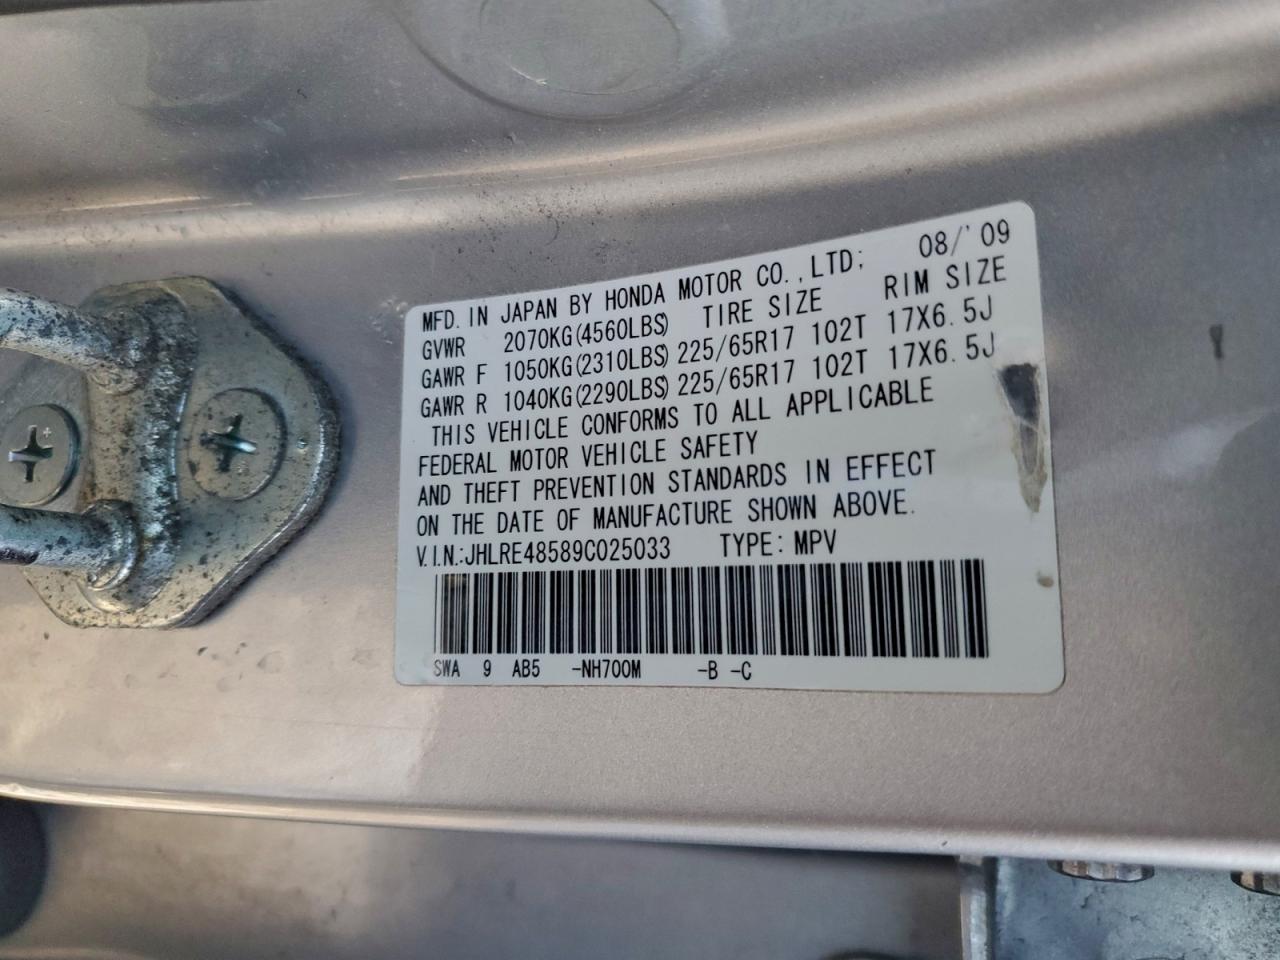 MFD. IN JAPAN BY HONDA MOTOR CO., LTD; 08/'09
GVWR 2070KG(4560LBS) TIRE SIZE RIM SIZE
GAWR F 1050KG(2310LBS) 225/65R17 102T 17X6.5J
GAWR R 1040KG(2290LBS) 225/65R17 102T 17X6.5J
THIS VEHICLE CONFORMS TO ALL APPLICABLE
FEDERAL MOTOR VEHICLE SAFETY
AND THEFT PREVENTION STANDARDS IN EFFECT
ON THE DATE OF MANUFACTURE SHOWN ABOVE.
V.I.N.:JHLRE48589C025033 TYPE: MPV
SWA 9 AB5 -NH700M -B -C